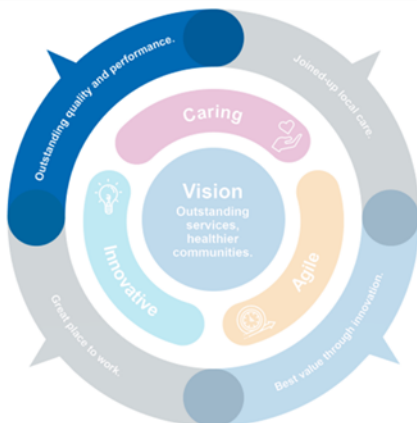 Outstanding quality and performance.
Joined-up local care.
Caring
Vision
Outstanding
services,
healthier
communities.
Innovative
Agile
Great place to work.
Best value through innovation.